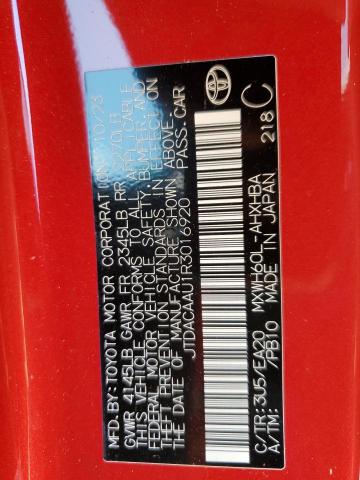 MFD.BY:TOYOTA MOTOR CORPORATION 10/23
GVWR 4145LB GAWR FR 2345LB RR
THIS VEHICLE CONFORMS TO ALL APPLICABLE
FEDERAL MOTOR VEHICLE SAFETY, BUMPER, AND
THEFT PREVENTION STANDARDS IN EFFECT ON
THE DATE OF MANUFACTURE SHOWN ABOVE.
JTDACAAU1R3016920 PASS.CAR
C/TR:3U5/EA20 MXWH60L-AHXHBA
A/TM: /PB10 MADE IN JAPAN
218 C